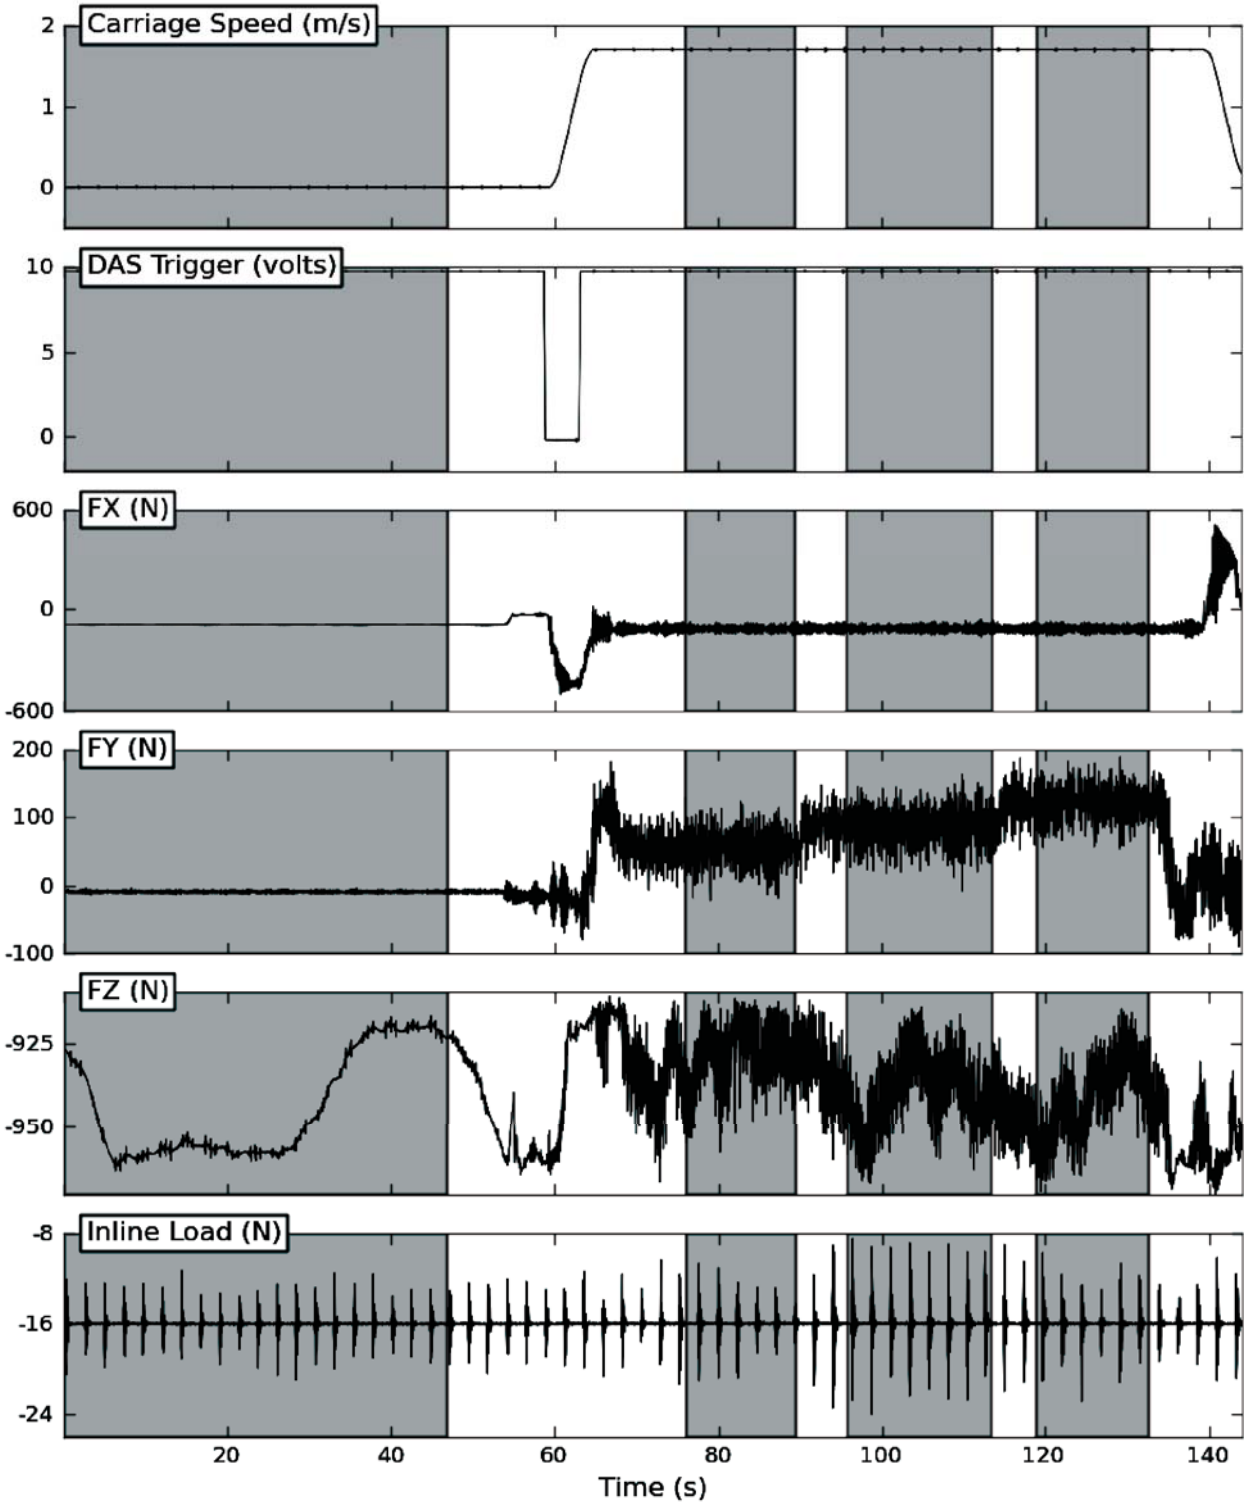 Carriage Speed (m/s)
2
1
0
DAS Trigger (volts)
10
5
0
FX (N)
600
0
-600
FY (N)
200
100
0
-100
FZ (N)
-925
-950
Inline Load (N)
-8
-16
-24
20 40 60 80 100 120 140
Time (s)